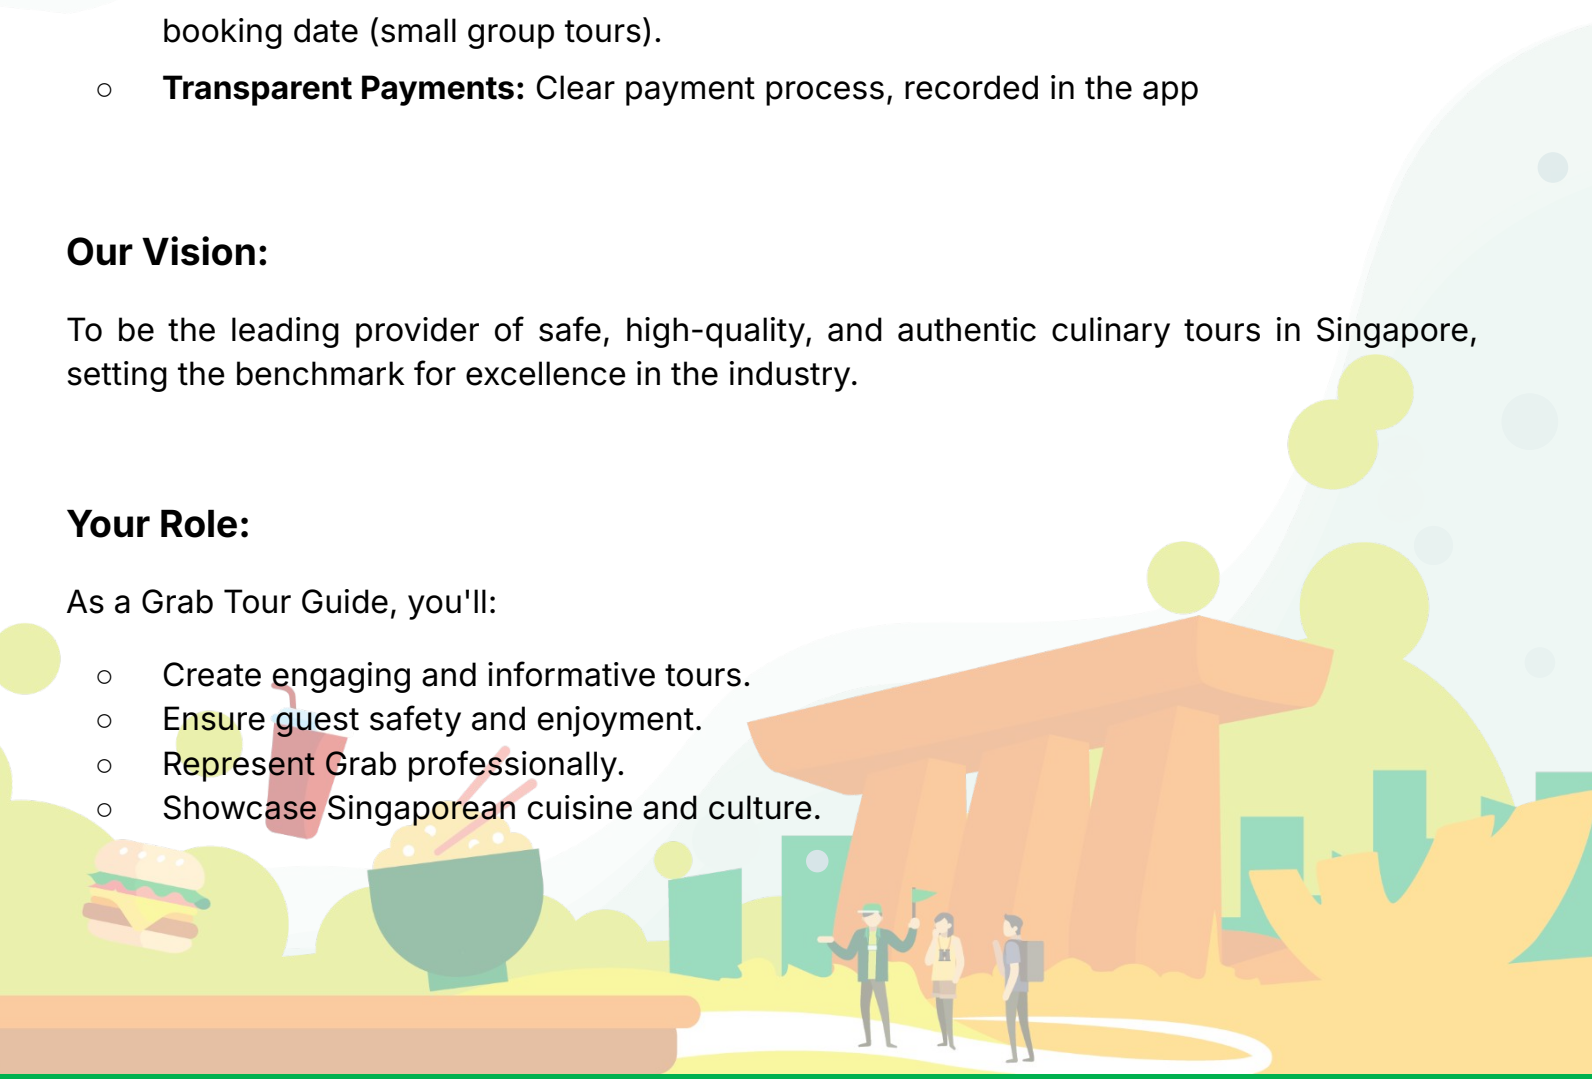 booking date (small group tours).
○ Transparent Payments: Clear payment process, recorded in the app
Our Vision:
To be the leading provider of safe, high-quality, and authentic culinary tours in Singapore,
setting the benchmark for excellence in the industry.
Your Role:
As a Grab Tour Guide, you'll:
○ Create engaging and informative tours.
○ Ensure guest safety and enjoyment.
○ Represent Grab professionally.
○ Showcase Singaporean cuisine and culture.